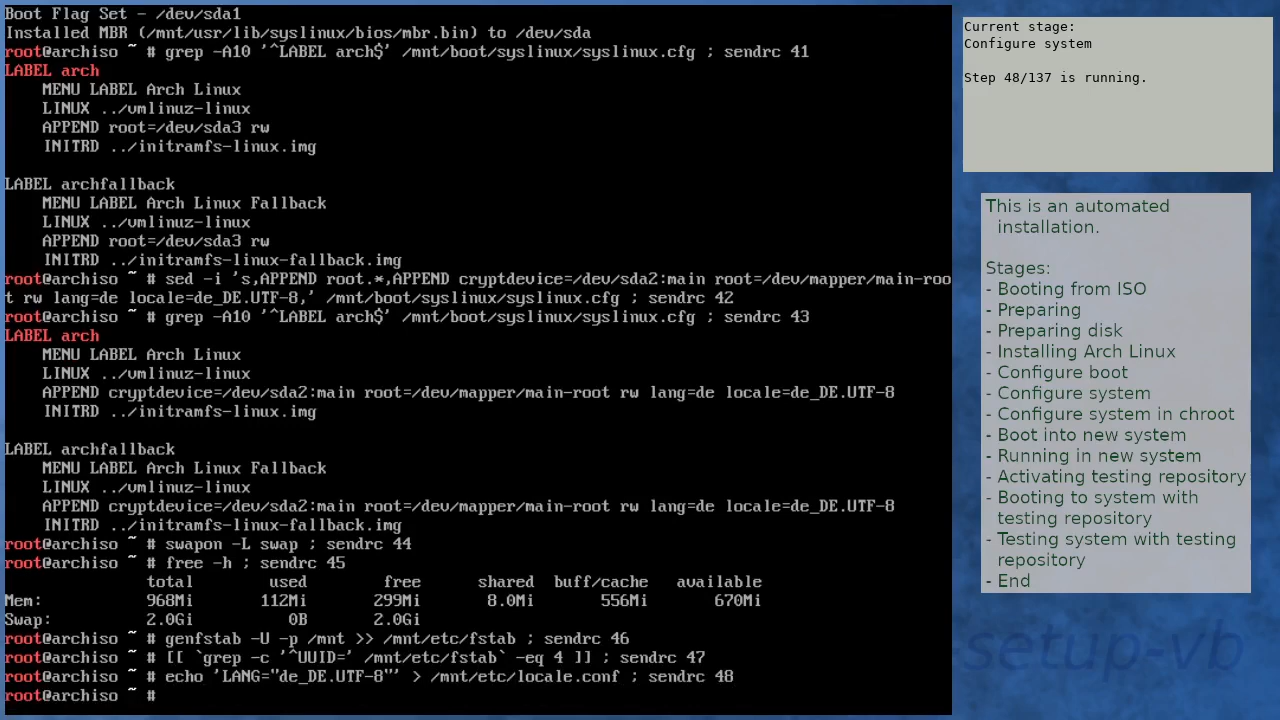 Boot Flag Set - /dev/sda1
Installed MBR (/mnt/usr/lib/syslinux/bios/mbr.bin) to /dev/sda
root@archiso ~ # grep -A10 '^LABEL arch$' /mnt/boot/syslinux/syslinux.cfg ; sendrc 41
LABEL arch
    MENU LABEL Arch Linux
    LINUX ../vmlinuz-linux
    APPEND root=/dev/sda3 rw
    INITRD ../initramfs-linux.img

LABEL archfallback
    MENU LABEL Arch Linux Fallback
    LINUX ../vmlinuz-linux
    APPEND root=/dev/sda3 rw
    INITRD ../initramfs-linux-fallback.img
root@archiso ~ # sed -i 's,APPEND root.*,APPEND cryptdevice=/dev/sda2:main root=/dev/mapper/main-roo
t rw lang=de locale=de_DE.UTF-8,' /mnt/boot/syslinux/syslinux.cfg ; sendrc 42
root@archiso ~ # grep -A10 '^LABEL arch$' /mnt/boot/syslinux/syslinux.cfg ; sendrc 43
LABEL arch
    MENU LABEL Arch Linux
    LINUX ../vmlinuz-linux
    APPEND cryptdevice=/dev/sda2:main root=/dev/mapper/main-root rw lang=de locale=de_DE.UTF-8
    INITRD ../initramfs-linux.img

LABEL archfallback
    MENU LABEL Arch Linux Fallback
    LINUX ../vmlinuz-linux
    APPEND cryptdevice=/dev/sda2:main root=/dev/mapper/main-root rw lang=de locale=de_DE.UTF-8
    INITRD ../initramfs-linux-fallback.img
root@archiso ~ # swapon -L swap ; sendrc 44
root@archiso ~ # free -h ; sendrc 45
               total        used        free      shared  buff/cache   available
Mem:           968Mi       112Mi       299Mi       8.0Mi       556Mi       670Mi
Swap:          2.0Gi          0B       2.0Gi
root@archiso ~ # genfstab -U -p /mnt >> /mnt/etc/fstab ; sendrc 46
root@archiso ~ # [[ `grep -c '^UUID=' /mnt/etc/fstab` -eq 4 ]] ; sendrc 47
root@archiso ~ # echo 'LANG="de_DE.UTF-8"' > /mnt/etc/locale.conf ; sendrc 48
root@archiso ~ #
Current stage:
Configure system

Step 48/137 is running.
This is an automated
installation.

Stages:
- Booting from ISO
- Preparing
- Preparing disk
- Installing Arch Linux
- Configure boot
- Configure system
- Configure system in chroot
- Boot into new system
- Running in new system
- Activating testing repository
- Booting to system with
testing repository
- Testing system with testing
repository
- End
setup-vb